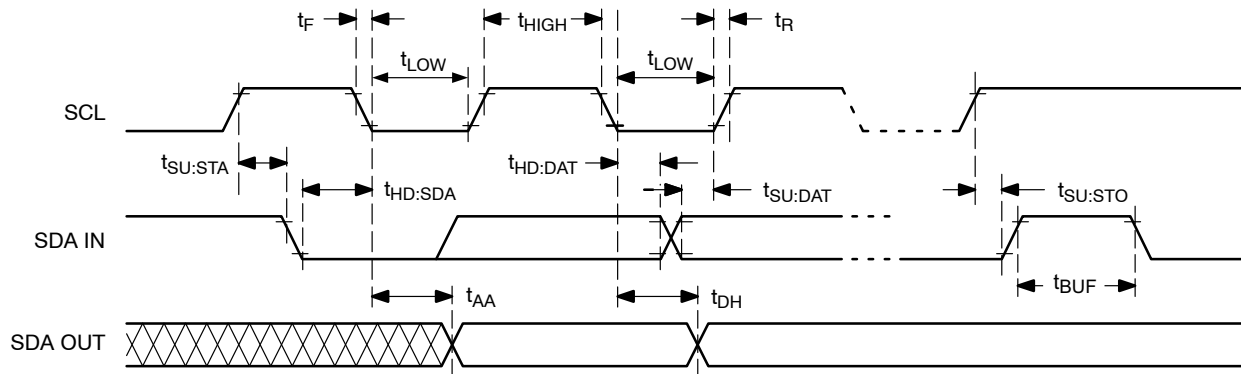 tF
tHIGH
tR
tLOW
tLOW
SCL
tSU:STA
tHD:SDA
tHD:DAT
tSU:DAT
tSU:STO
SDA IN
tAA
tDH
tBUF
SDA OUT